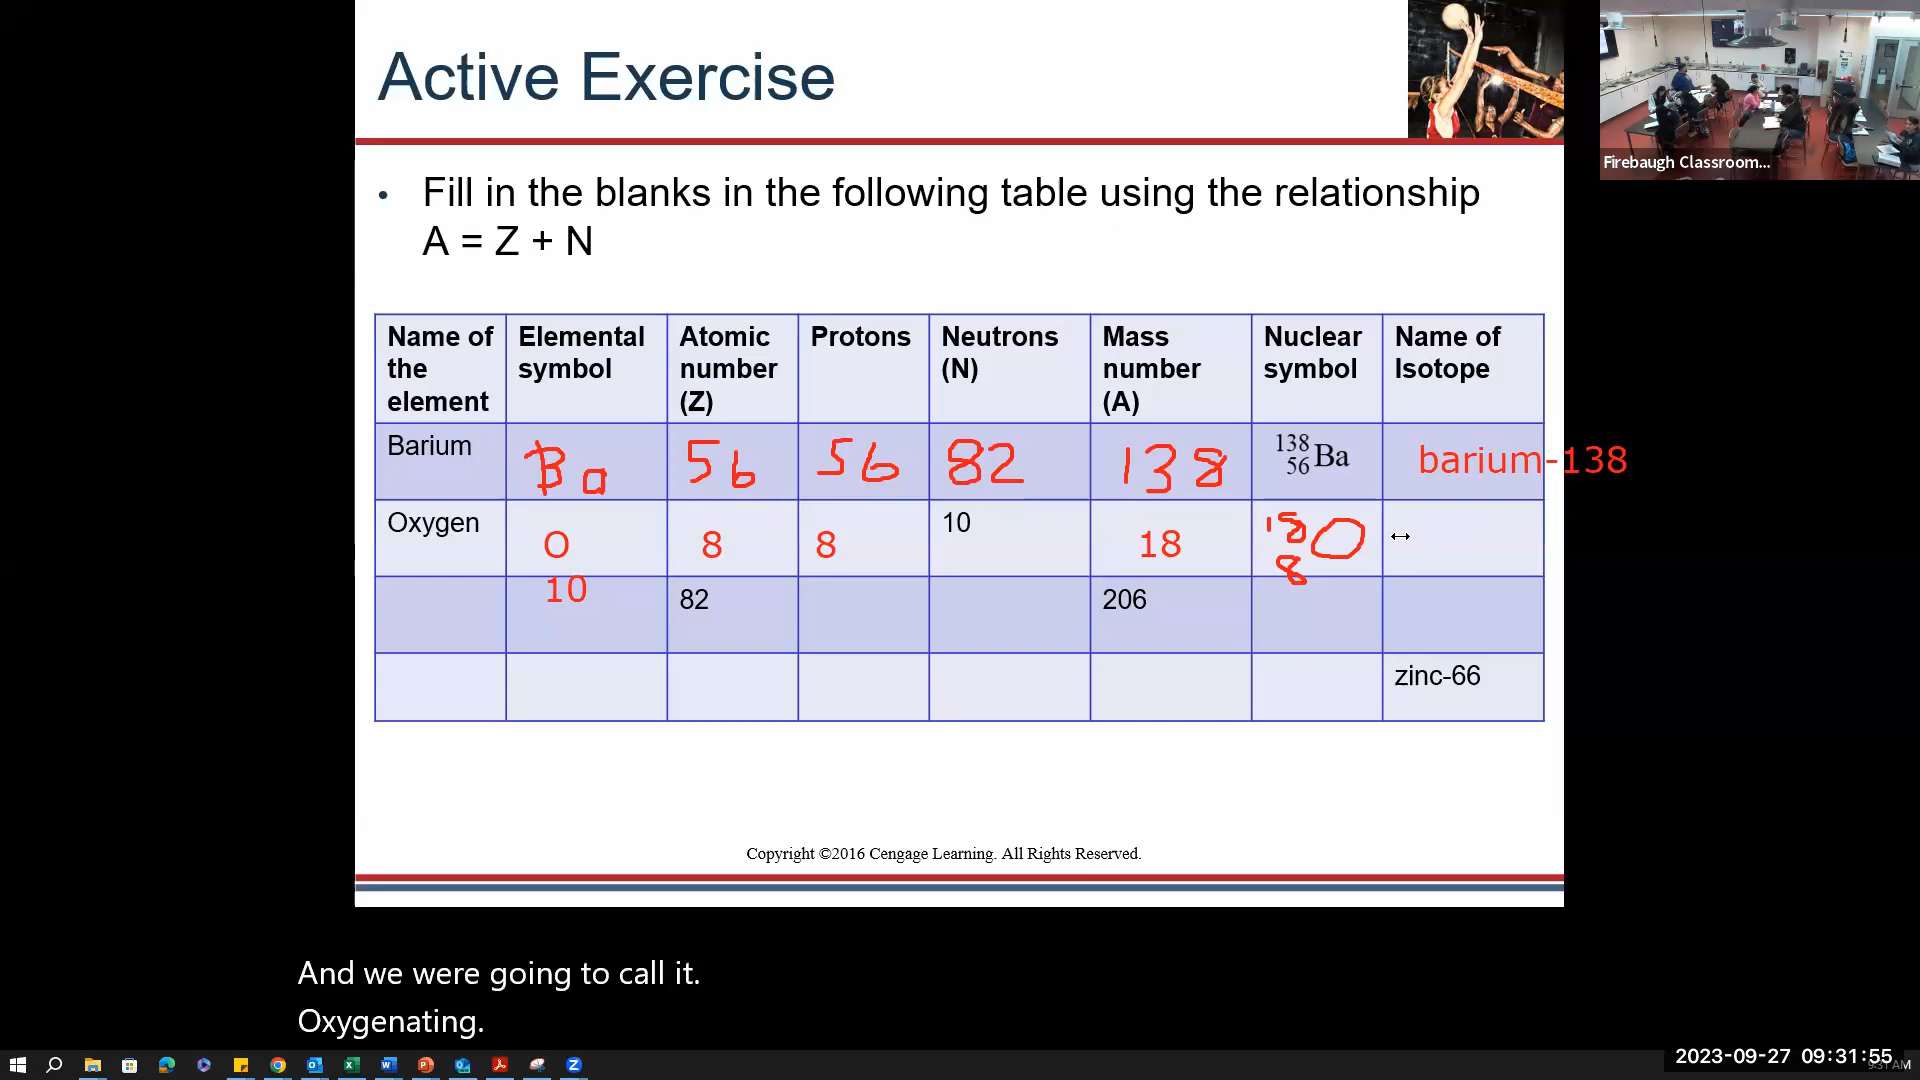 Active Exercise
Firebaugh Classroom...
• Fill in the blanks in the following table using the relationship
A = Z + N
Name of the element Elemental symbol Atomic number (Z) Protons Neutrons (N) Mass number (A) Nuclear symbol Name of Isotope
Barium Ba 56 56 82 138 138 56 Ba barium-138
Oxygen O 8 8 10 18 18 8 O
10 82 206
zinc-66
Copyright ©2016 Cengage Learning. All Rights Reserved.
And we were going to call it.
Oxygenating.
2023-09-27 09:31:55
9:31 AM